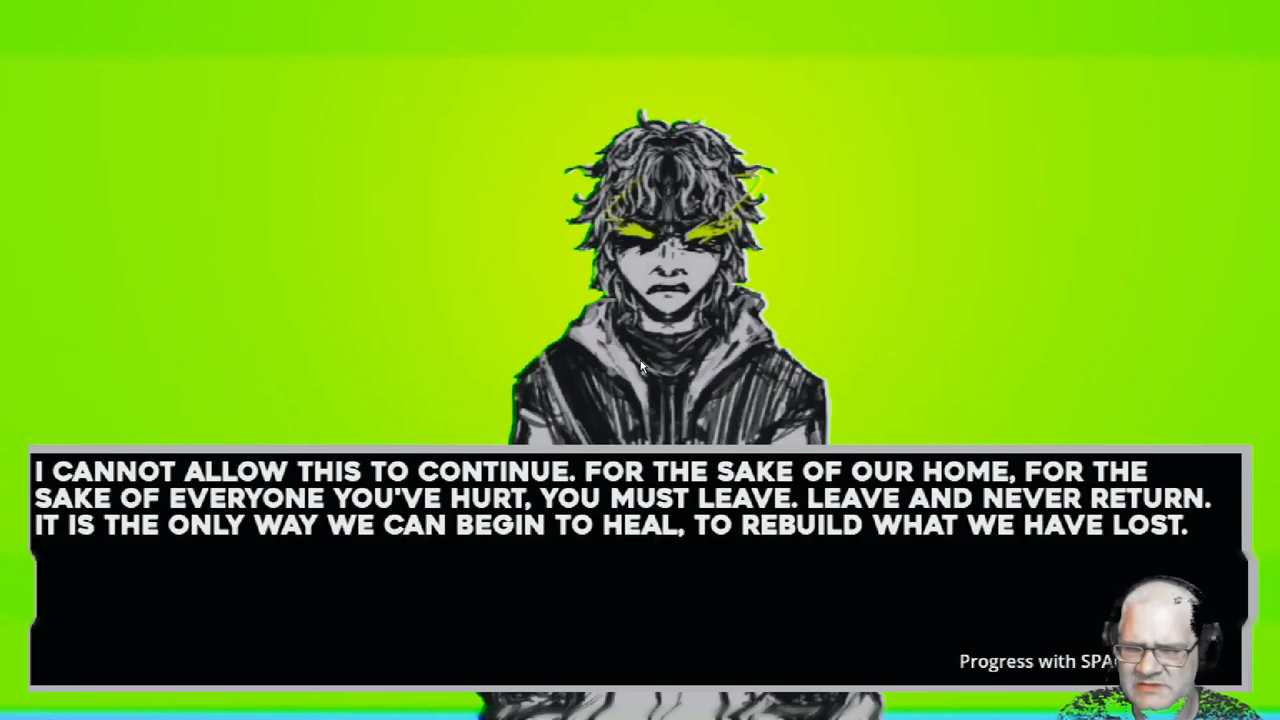 I CANNOT ALLOW THIS TO CONTINUE. FOR THE SAKE OF OUR HOME, FOR THE
SAKE OF EVERYONE YOU'VE HURT, YOU MUST LEAVE. LEAVE AND NEVER RETURN.
IT IS THE ONLY WAY WE CAN BEGIN TO HEAL, TO REBUILD WHAT WE HAVE LOST.
Progress with SPA